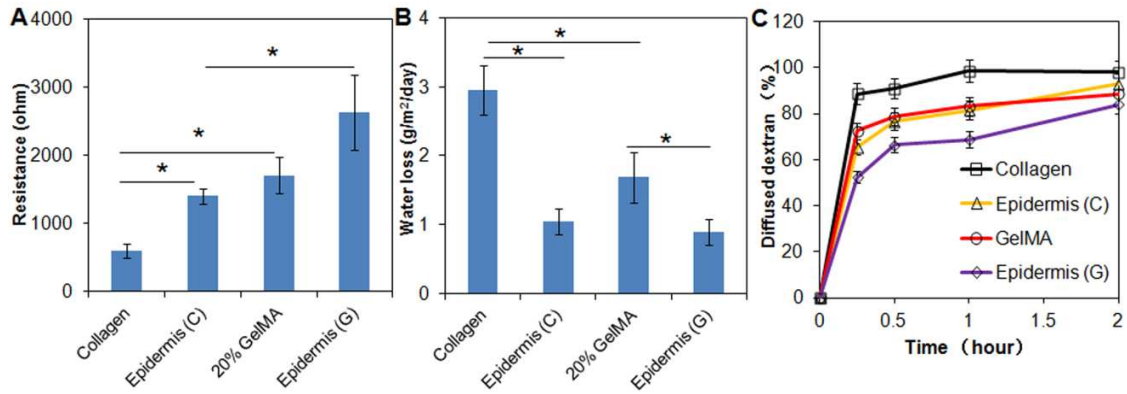 A
Resistance (ohm)
4000
3000
2000
1000
0
*
*
*
Collagen
Epidermis (C)
20% GelMA
Epidermis (G)
B
Water loss (g/m²/day)
4
3
2
1
0
*
*
*
Collagen
Epidermis (C)
20% GelMA
Epidermis (G)
C
Diffused dextran （%）
120
100
80
60
40
20
0
Collagen
Epidermis (C)
GelMA
Epidermis (G)
0
0.5
1
1.5
2
Time （hour）